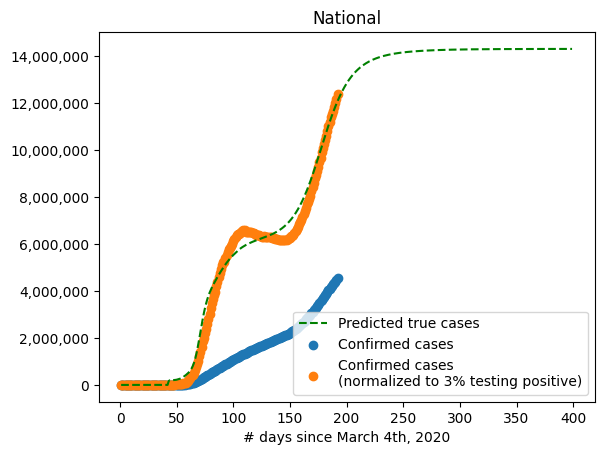 National
14,000,000
12,000,000
10,000,000
8,000,000
6,000,000
4,000,000
2,000,000
0
Predicted true cases
Confirmed cases
Confirmed cases
(normalized to 3% testing positive)
0 50 100 150 200 250 300 350 400
# days since March 4th, 2020